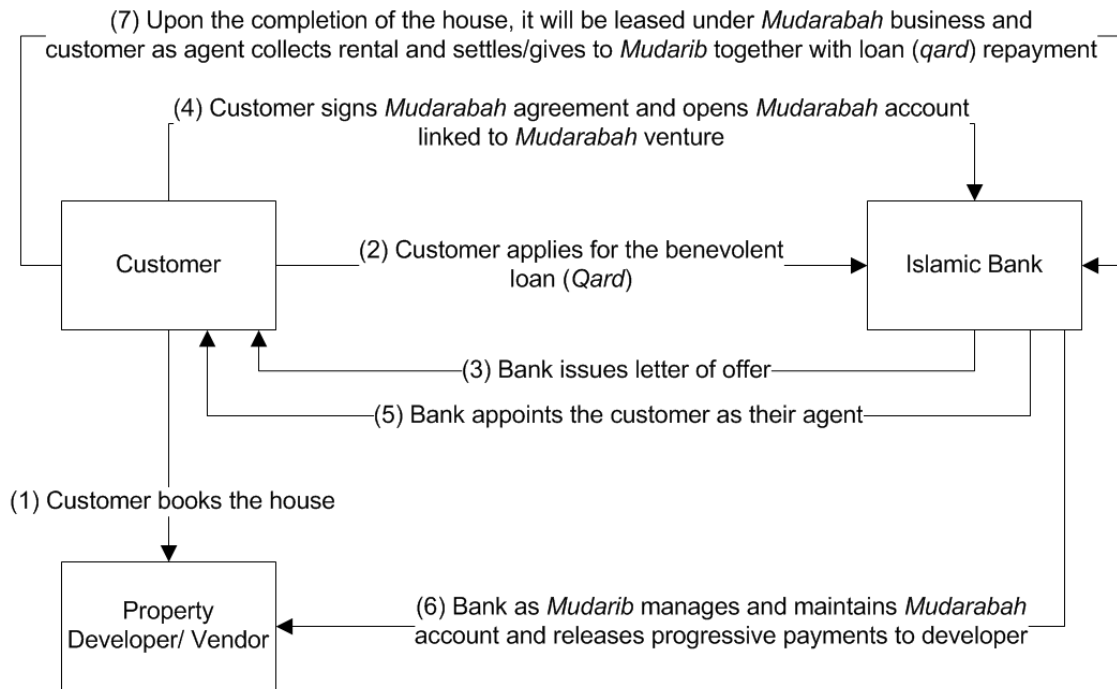 (7) Upon the completion of the house, it will be leased under Mudarabah business and
customer as agent collects rental and settles/gives to Mudarib together with loan (qard) repayment
(4) Customer signs Mudarabah agreement and opens Mudarabah account
linked to Mudarabah venture
Customer
(2) Customer applies for the benevolent
loan (Qard)
Islamic Bank
(3) Bank issues letter of offer
(5) Bank appoints the customer as their agent
(1) Customer books the house
Property
Developer/ Vendor
(6) Bank as Mudarib manages and maintains Mudarabah
account and releases progressive payments to developer